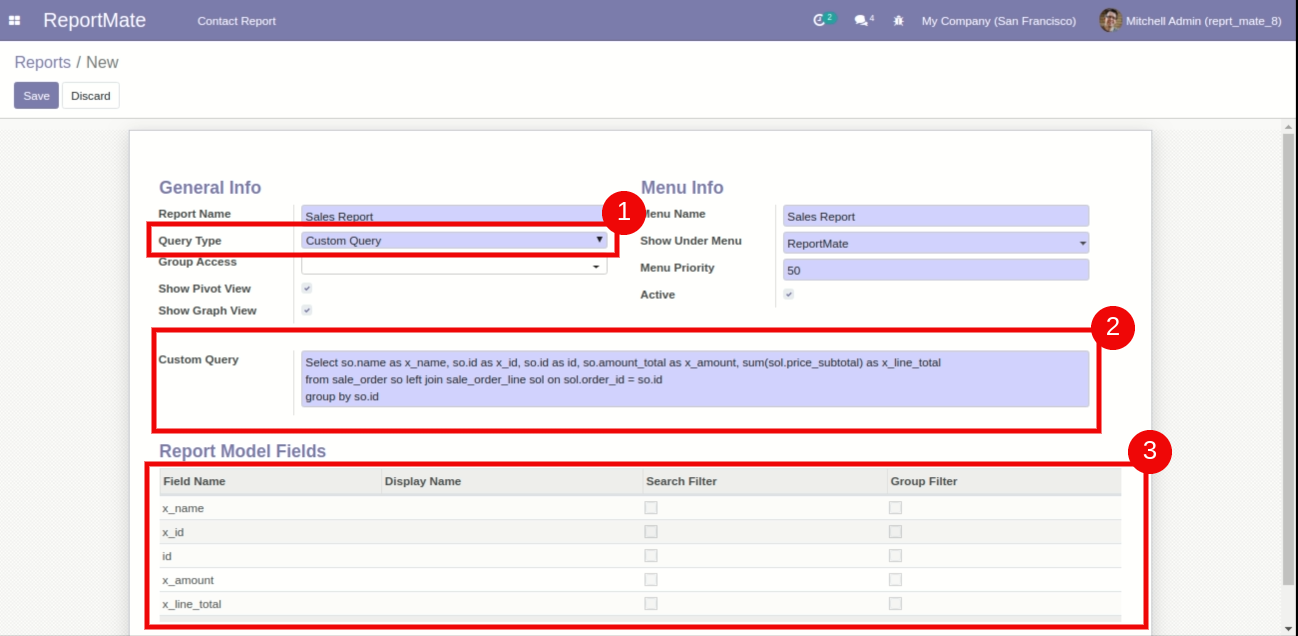 ReportMate Contact Report 2 4 My Company (San Francisco) Mitchell Admin (reprt_mate_8)
Reports / New
Save Discard
General Info
Report Name Sales Report
1
Query Type Custom Query
Group Access
Show Pivot View
Show Graph View
Menu Info
Menu Name Sales Report
Show Under Menu ReportMate
Menu Priority 50
Active
2
Custom Query
Select so.name as x_name, so.id as x_id, so.id as id, so.amount_total as x_amount, sum(sol.price_subtotal) as x_line_total
from sale_order so left join sale_order_line sol on sol.order_id = so.id
group by so.id
Report Model Fields
3
Field Name Display Name Search Filter Group Filter
x_name
x_id
id
x_amount
x_line_total